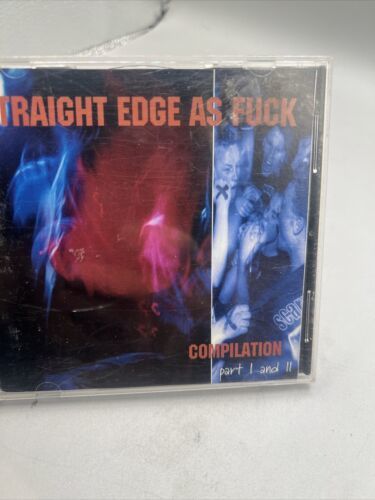 TRAIGHT EDGE AS FUCK
COMPILATION
part I and II